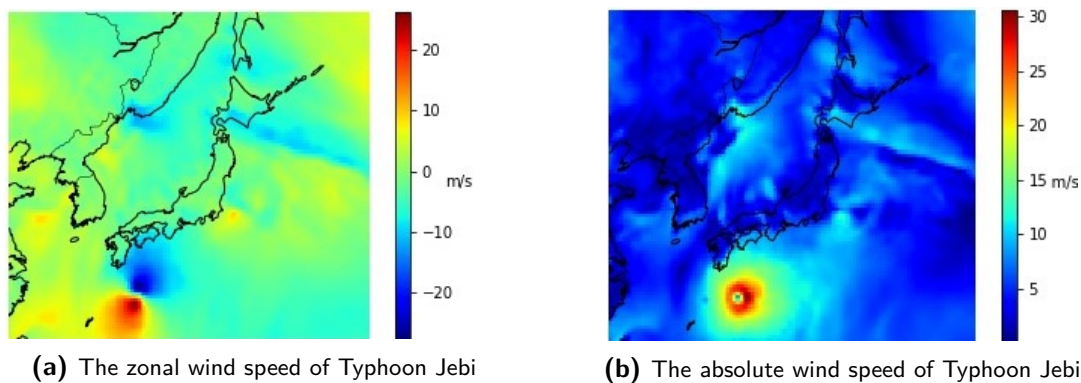 20
10
0
m/s
−10
−20
(a) The zonal wind speed of Typhoon Jebi
30
25
20
15
m/s
10
5
(b) The absolute wind speed of Typhoon Jebi